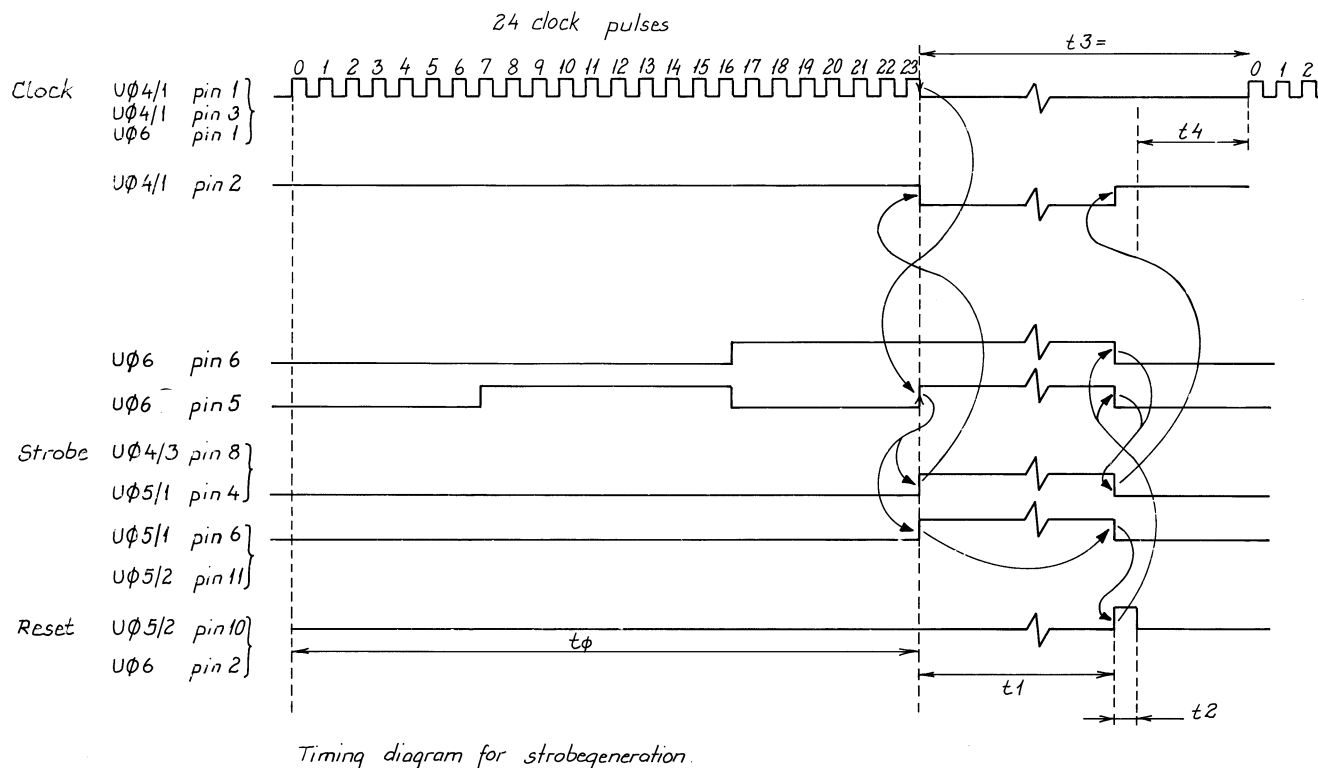 24 clock pulses
t3=
0 1 2 3 4 5 6 7 8 9 10 11 12 13 14 15 16 17 18 19 20 21 22 23 0 1 2
Clock UØ4/1 pin 1
UØ4/1 pin 3
UØ6 pin 1
t4
UØ4/1 pin 2
UØ6 pin 6
UØ6 pin 5
Strobe UØ4/3 pin 8
UØ5/1 pin 4
UØ5/1 pin 6
UØ5/2 pin 11
Reset UØ5/2 pin 10
tø
UØ6 pin 2
t1
t2
Timing diagram for strobegeneration.